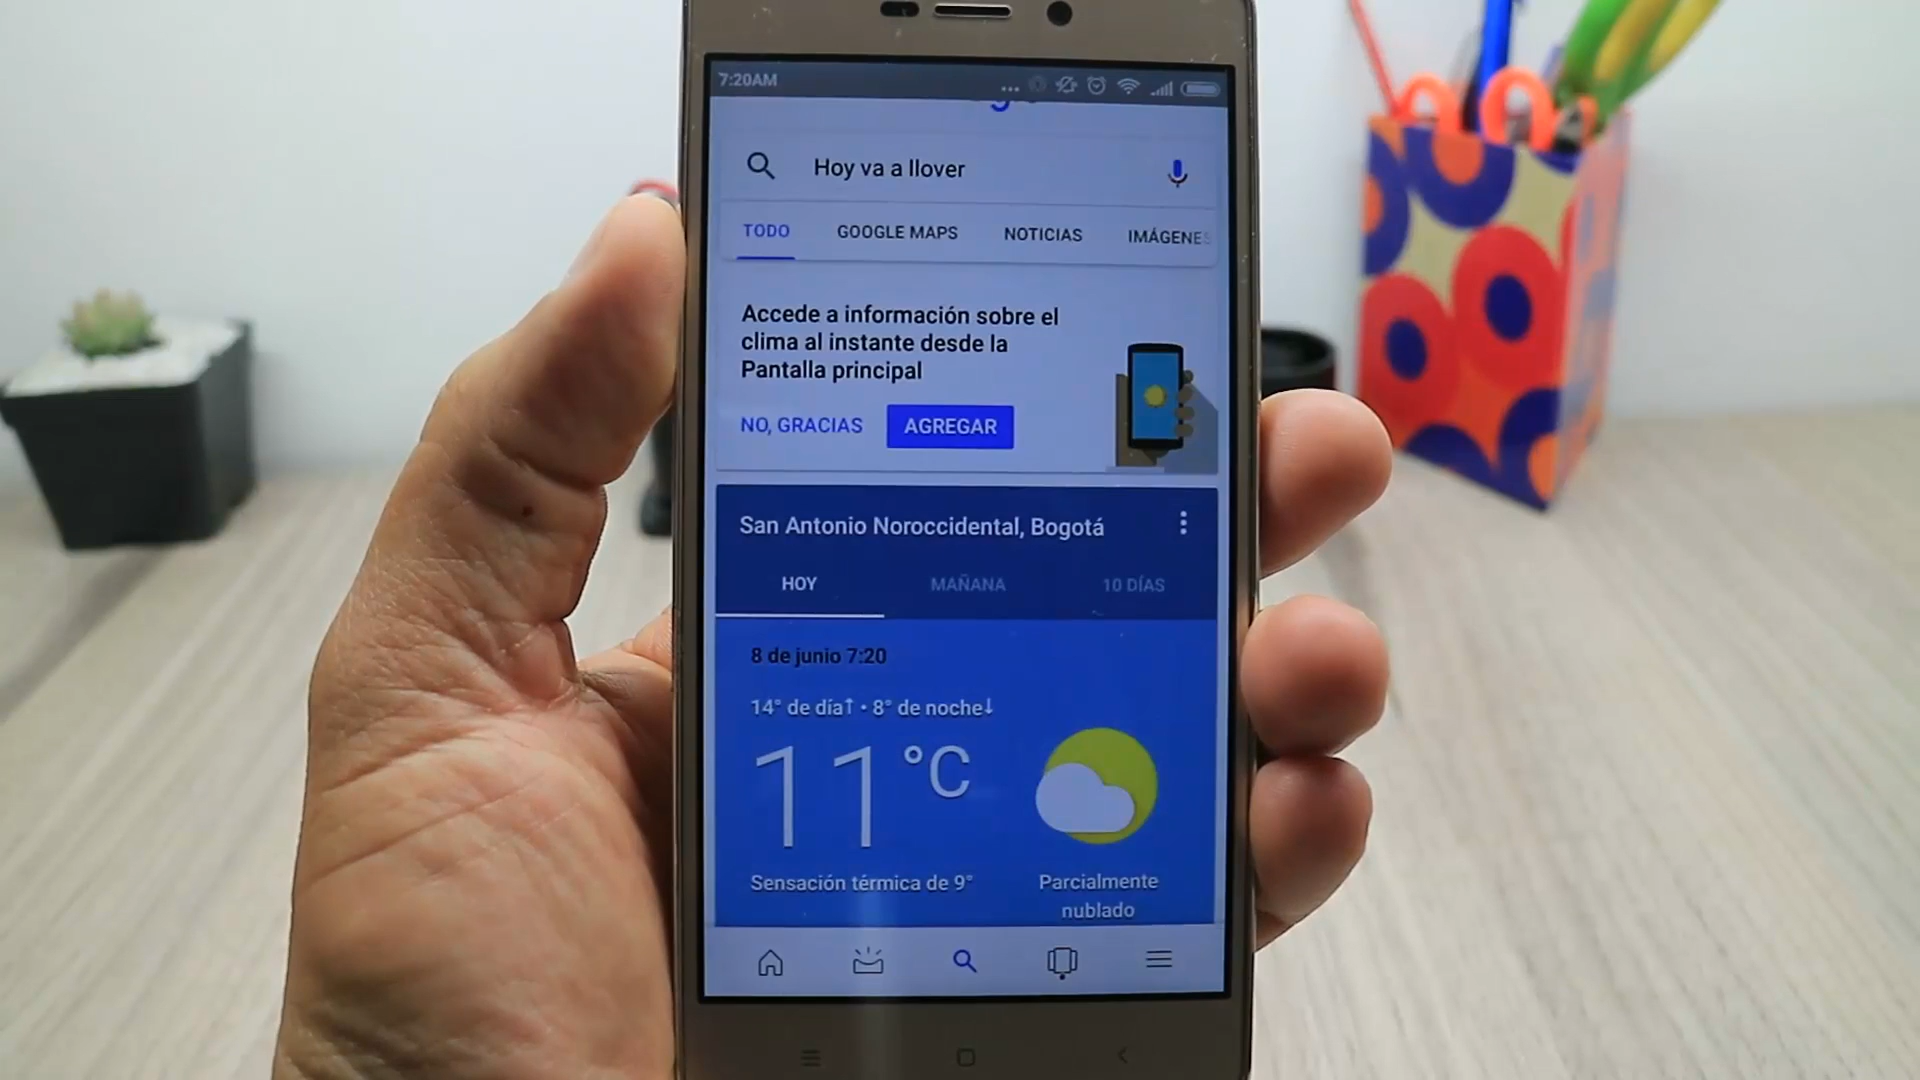 7:20AM
Hoy va a llover
TODO GOOGLE MAPS NOTICIAS IMÁGENES
Accede a información sobre el
clima al instante desde la
Pantalla principal
NO, GRACIAS AGREGAR
San Antonio Noroccidental, Bogotá
HOY MAÑANA 10 DÍAS
8 de junio 7:20
14° de día↑ • 8° de noche↓
11 °C
Sensación térmica de 9°
Parcialmente
nublado